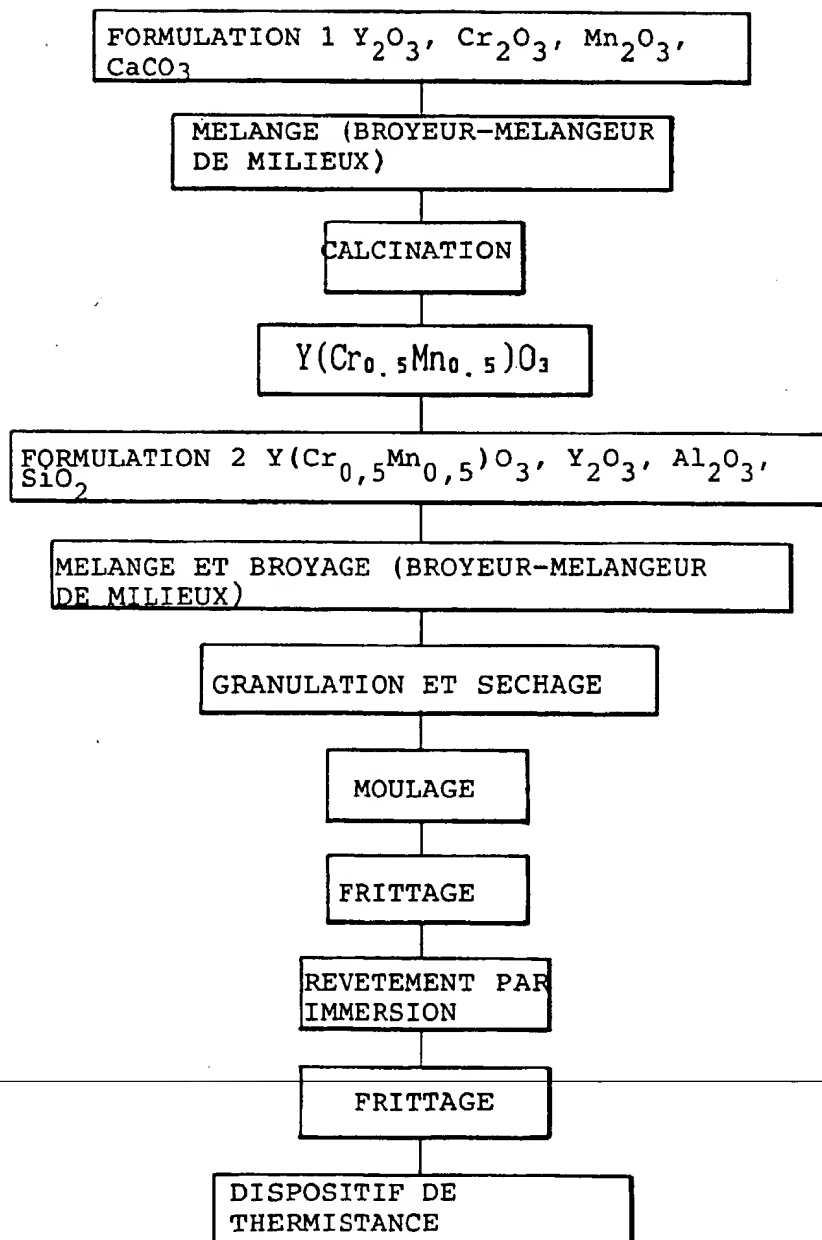 FORMULATION 1 Y₂O₃, Cr₂O₃, Mn₂O₃,
CaCO₃
MELANGE (BROYEUR-MELANGEUR
DE MILIEUX)
CALCINATION
Y(Cr₀.₅Mn₀.₅)O₃
FORMULATION 2 Y(Cr₀,₅Mn₀,₅)O₃, Y₂O₃, Al₂O₃,
SiO₂
MELANGE ET BROYAGE (BROYEUR-MELANGEUR
DE MILIEUX)
GRANULATION ET SECHAGE
MOULAGE
FRITTAGE
REVETEMENT PAR
IMMERSION
FRITTAGE
DISPOSITIF DE
THERMISTANCE